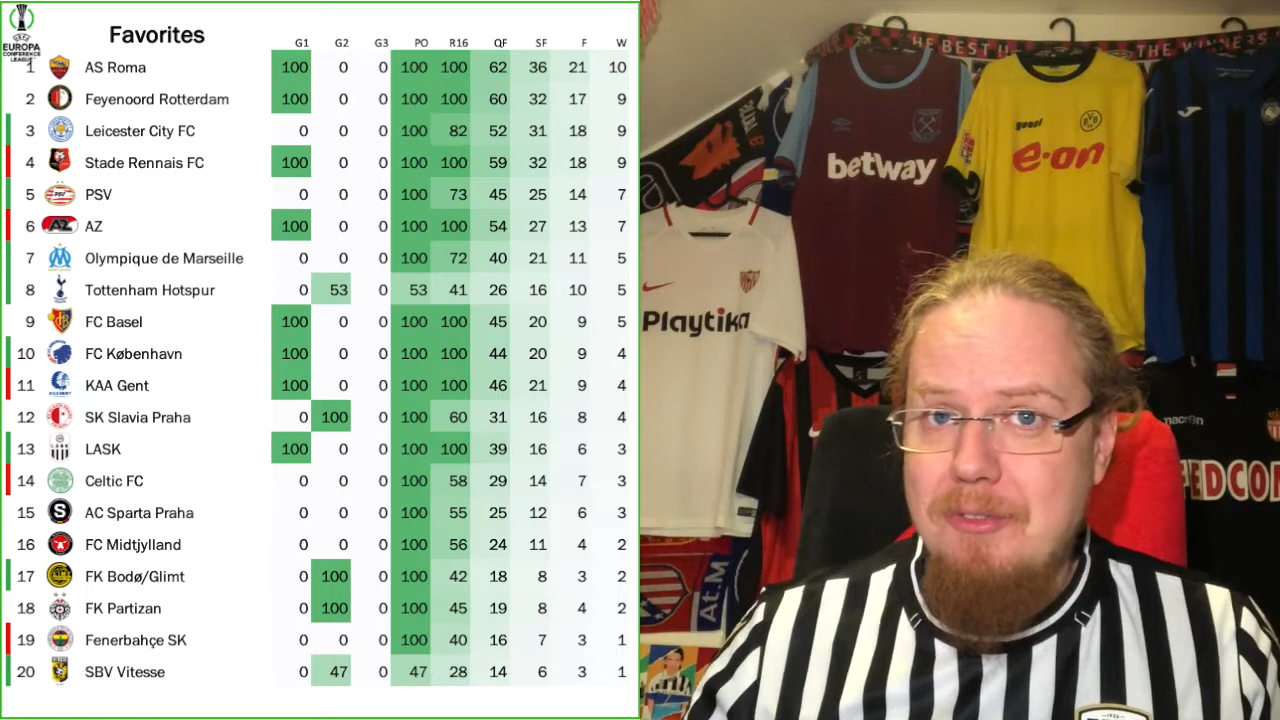 UEFA
EUROPA
CONFERENCE
LEAGUE
Favorites
G1 G2 G3 PO R16 QF SF F W
1 AS Roma 100 0 0 100 100 62 36 21 10
2 Feyenoord Rotterdam 100 0 0 100 100 60 32 17 9
3 Leicester City FC 0 0 0 100 82 52 31 18 9
4 Stade Rennais FC 100 0 0 100 100 59 32 18 9
5 PSV 0 0 0 100 73 45 25 14 7
6 AZ AZ 100 0 0 100 100 54 27 13 7
7 Olympique de Marseille 0 0 0 100 72 40 21 11 5
8 Tottenham Hotspur 0 53 0 53 41 26 16 10 5
9 FC Basel 100 0 0 100 100 45 20 9 5
10 FC København 100 0 0 100 100 44 20 9 4
11 KAA Gent 100 0 0 100 100 46 21 9 4
12 SK Slavia Praha 0 100 0 100 60 31 16 8 4
13 LASK 100 0 0 100 100 39 16 6 3
14 Celtic FC 0 0 0 100 58 29 14 7 3
15 AC Sparta Praha 0 0 0 100 55 25 12 6 3
16 FC Midtjylland 0 0 0 100 56 24 11 4 2
17 FK Bodø/Glimt 0 100 0 100 42 18 8 3 2
18 FK Partizan 0 100 0 100 45 19 8 4 2
19 Fenerbahçe SK 0 0 0 100 40 16 7 3 1
20 SBV Vitesse 0 47 0 47 28 14 6 3 1
THE BEST
THE WINNERS
betway
goool
BVB
09
e·on
Playtika
macron
EEDCO
At.M